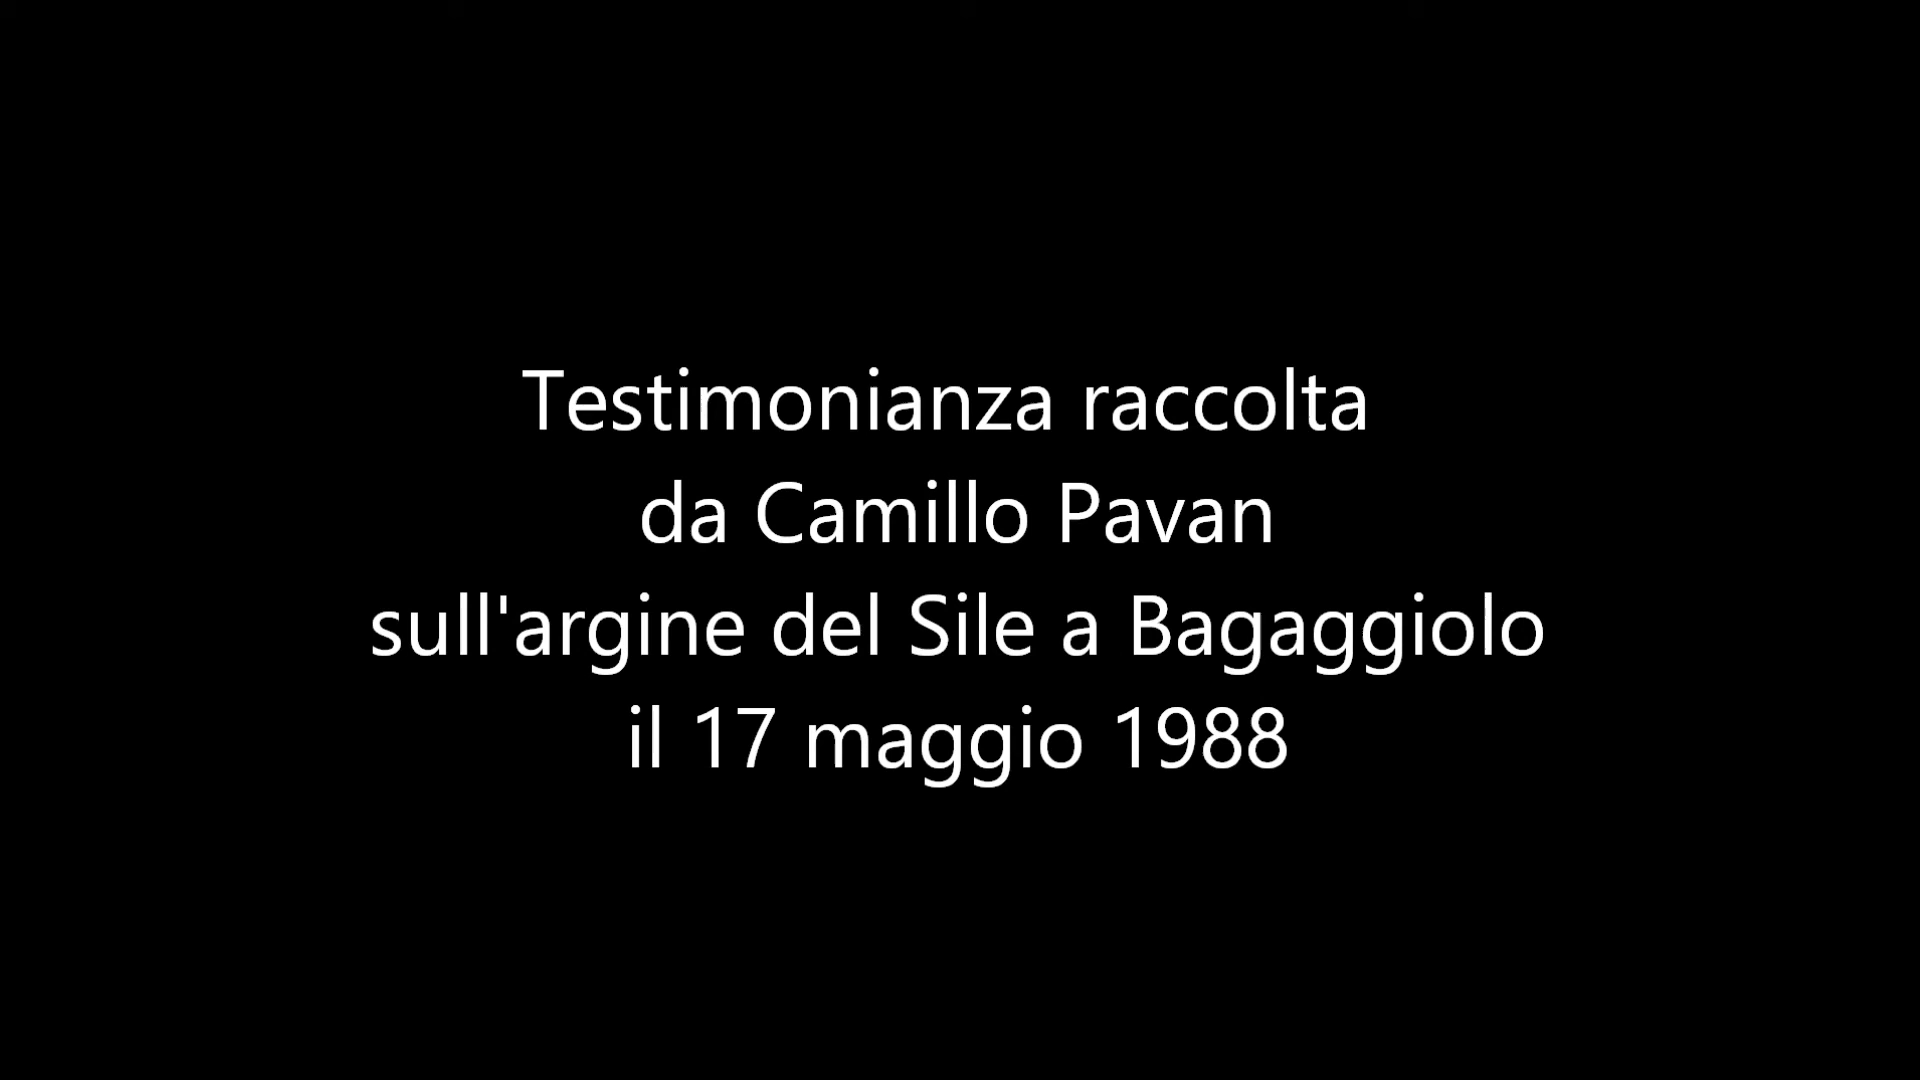 Testimonianza raccolta
da Camillo Pavan
sull'argine del Sile a Bagaggiolo
il 17 maggio 1988